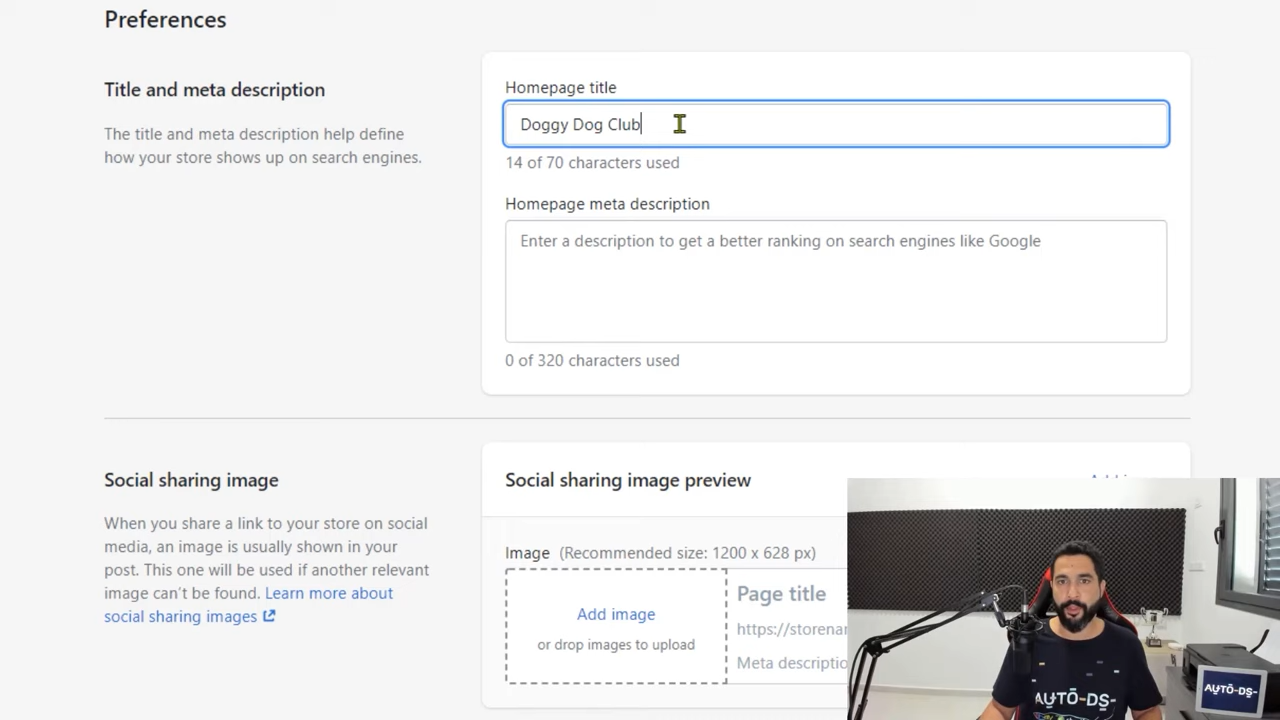 Preferences
Title and meta description
The title and meta description help define
how your store shows up on search engines.
Homepage title
Doggy Dog Club
14 of 70 characters used
Homepage meta description
Enter a description to get a better ranking on search engines like Google
0 of 320 characters used
Social sharing image
When you share a link to your store on social
media, an image is usually shown in your
post. This one will be used if another relevant
image can't be found. Learn more about
social sharing images
Social sharing image preview
Image (Recommended size: 1200 x 628 px)
Add image
or drop images to upload
Page title
https://storenar
Meta descriptio
AUTO-DS-
AUTO-DS-